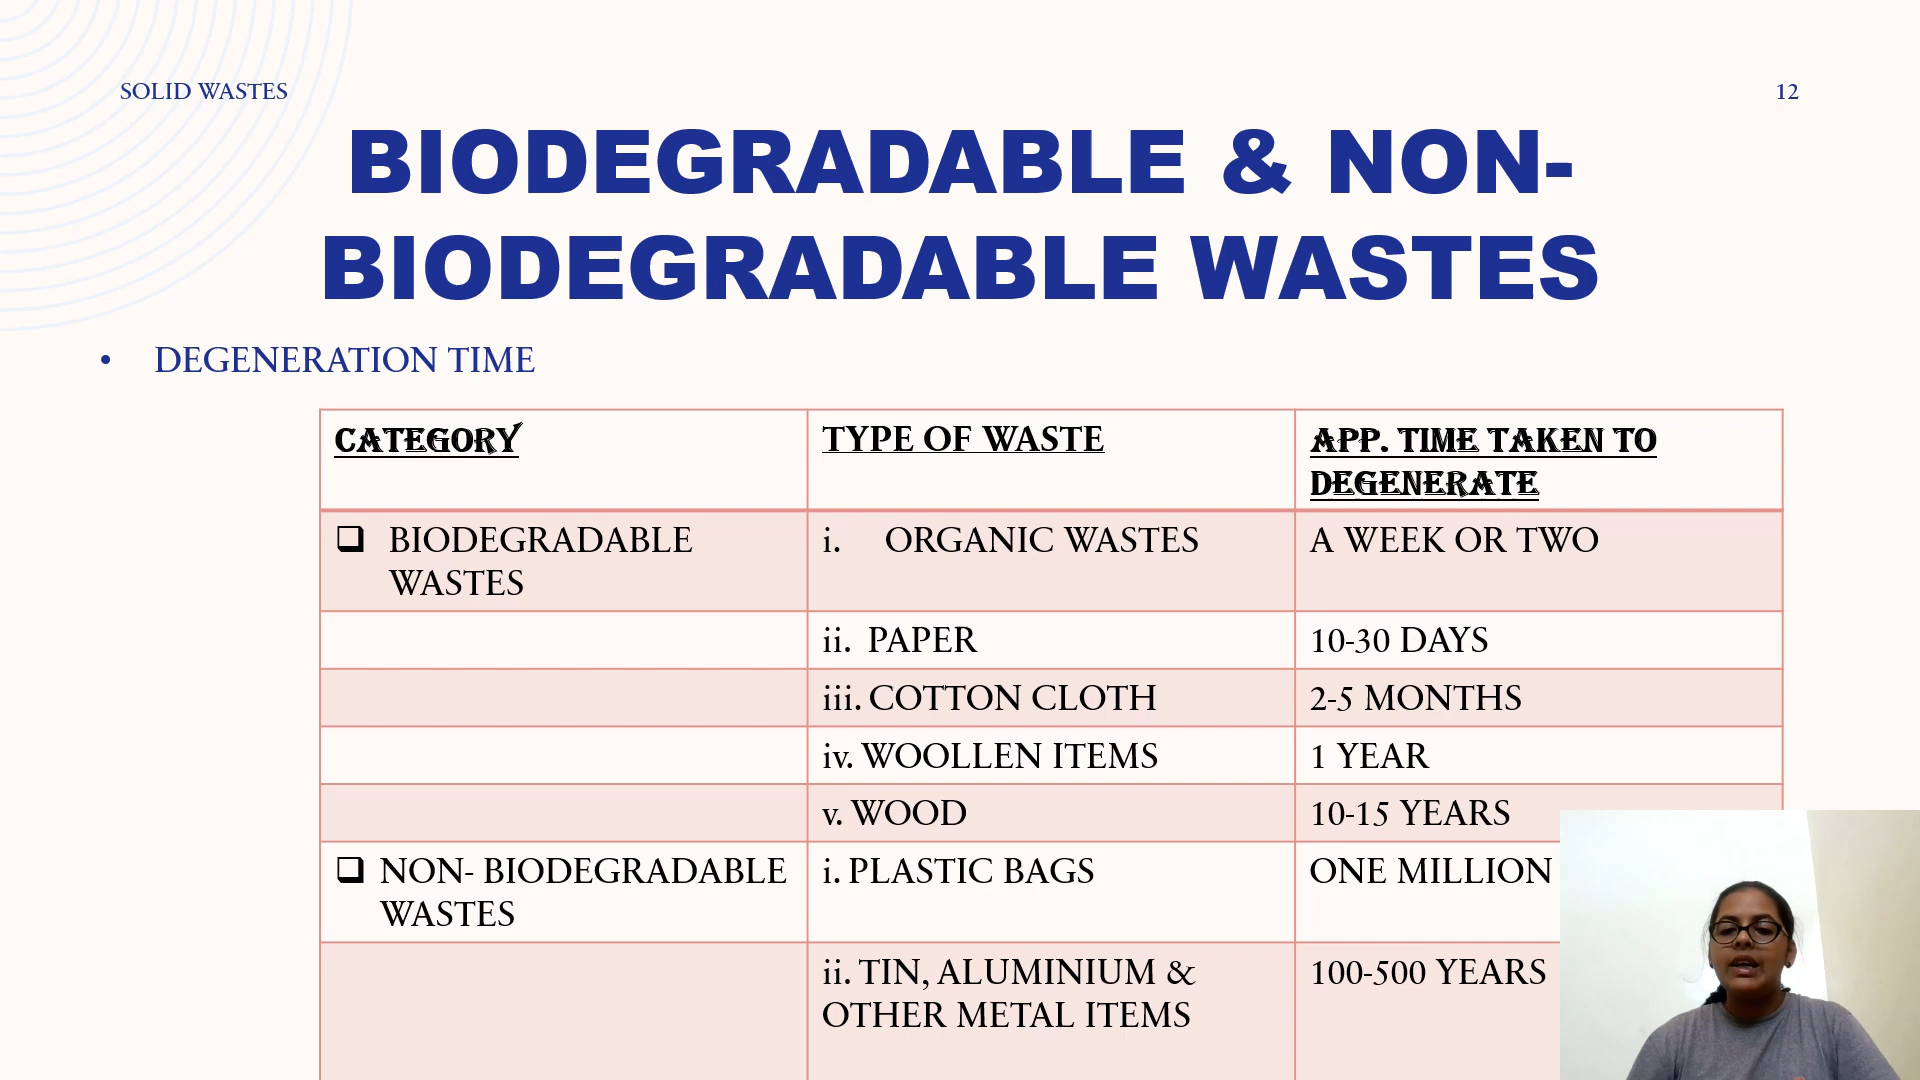 SOLID WASTES
12
BIODEGRADABLE & NON-
BIODEGRADABLE WASTES
• DEGENERATION TIME
CATEGORY
TYPE OF WASTE
APP. TIME TAKEN TO
DEGENERATE
❑ BIODEGRADABLE
WASTES
i. ORGANIC WASTES
A WEEK OR TWO
ii. PAPER
10-30 DAYS
iii. COTTON CLOTH
2-5 MONTHS
iv. WOOLLEN ITEMS
1 YEAR
v. WOOD
10-15 YEARS
❑ NON- BIODEGRADABLE
WASTES
i. PLASTIC BAGS
ONE MILLION
ii. TIN, ALUMINIUM &
OTHER METAL ITEMS
100-500 YEARS